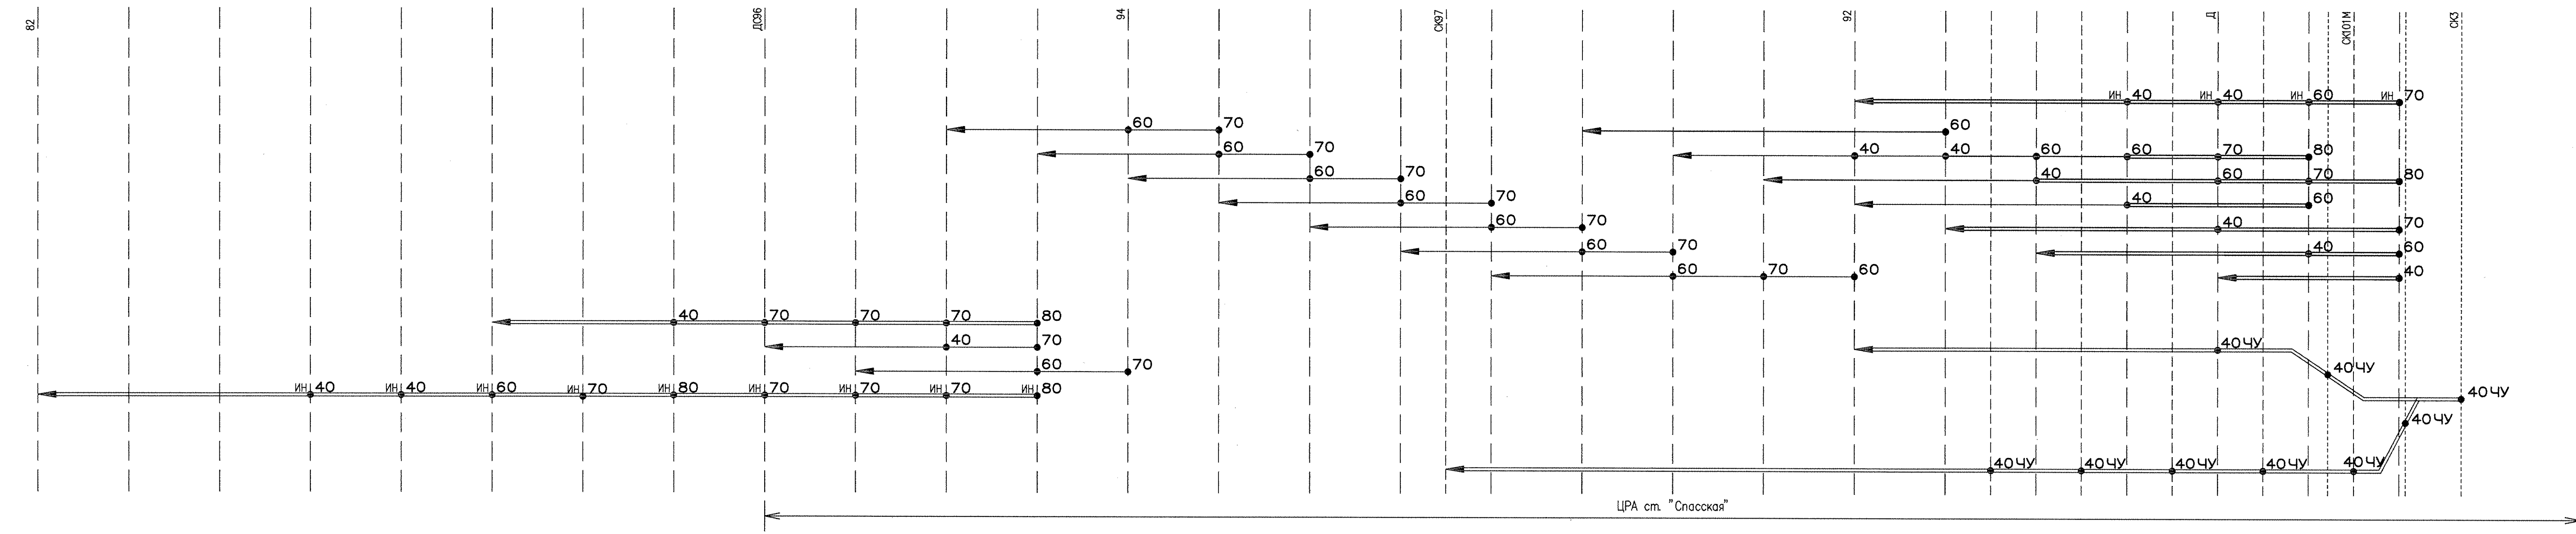 82 ДС96 94 СК97 92 Д СК101М СК3
ИН 40 ИН 40 ИН 60 ИН 70
60 70 60
60 70 40 40 60 60 70 80
60 70 40 60 70 80
60 70 40 60
60 70 40 70
60 70 40 60
60 70 60 40
40 70 70 70 80
40 70 40ЧУ
60 70 40ЧУ
ИН 40 ИН 40 ИН 60 ИН 70 ИН 80 ИН 70 ИН 70 ИН 70 ИН 80 40ЧУ
40ЧУ
40ЧУ 40ЧУ 40ЧУ 40ЧУ 40ЧУ
ЦРА ст. "Спасская"